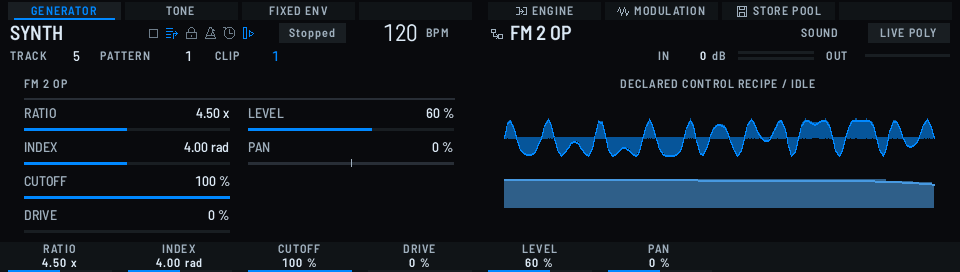 GENERATOR TONE FIXED ENV ENGINE MODULATION STORE POOL
SYNTH Stopped 120 BPM FM 2 OP SOUND LIVE POLY
TRACK 5 PATTERN 1 CLIP 1 IN 0 dB OUT
FM 2 OP DECLARED CONTROL RECIPE / IDLE
RATIO 4.50 x LEVEL 60 %
INDEX 4.00 rad PAN 0 %
CUTOFF 100 %
DRIVE 0 %
RATIO INDEX CUTOFF DRIVE LEVEL PAN
4.50 x 4.00 rad 100 % 0 % 60 % 0 %